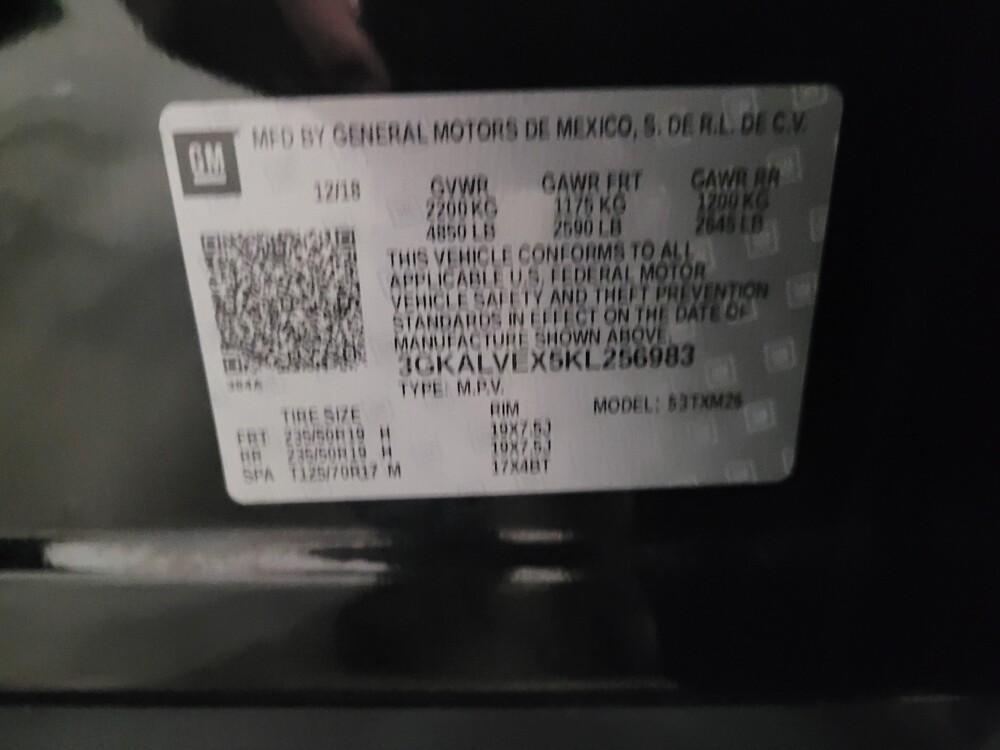 MFD BY GENERAL MOTORS DE MEXICO, S. DE R.L. DE C.V.
GM
12/18 GVWR GAWR FRT GAWR RR
2200 KG 1175 KG 1200 KG
4850 LB 2590 LB 2645 LB
THIS VEHICLE CONFORMS TO ALL
APPLICABLE U.S. FEDERAL MOTOR
VEHICLE SAFETY AND THEFT PREVENTION
STANDARDS IN EFFECT ON THE DATE OF
MANUFACTURE SHOWN ABOVE.
3GKALVEX5KL256983
TYPE: M.P.V.
TIRE SIZE RIM MODEL: 53TXM26
FRT 235/50R19 H 19X7.5J
RR 235/50R19 H 19X7.5J
SPA T125/70R17 M 17X4BT